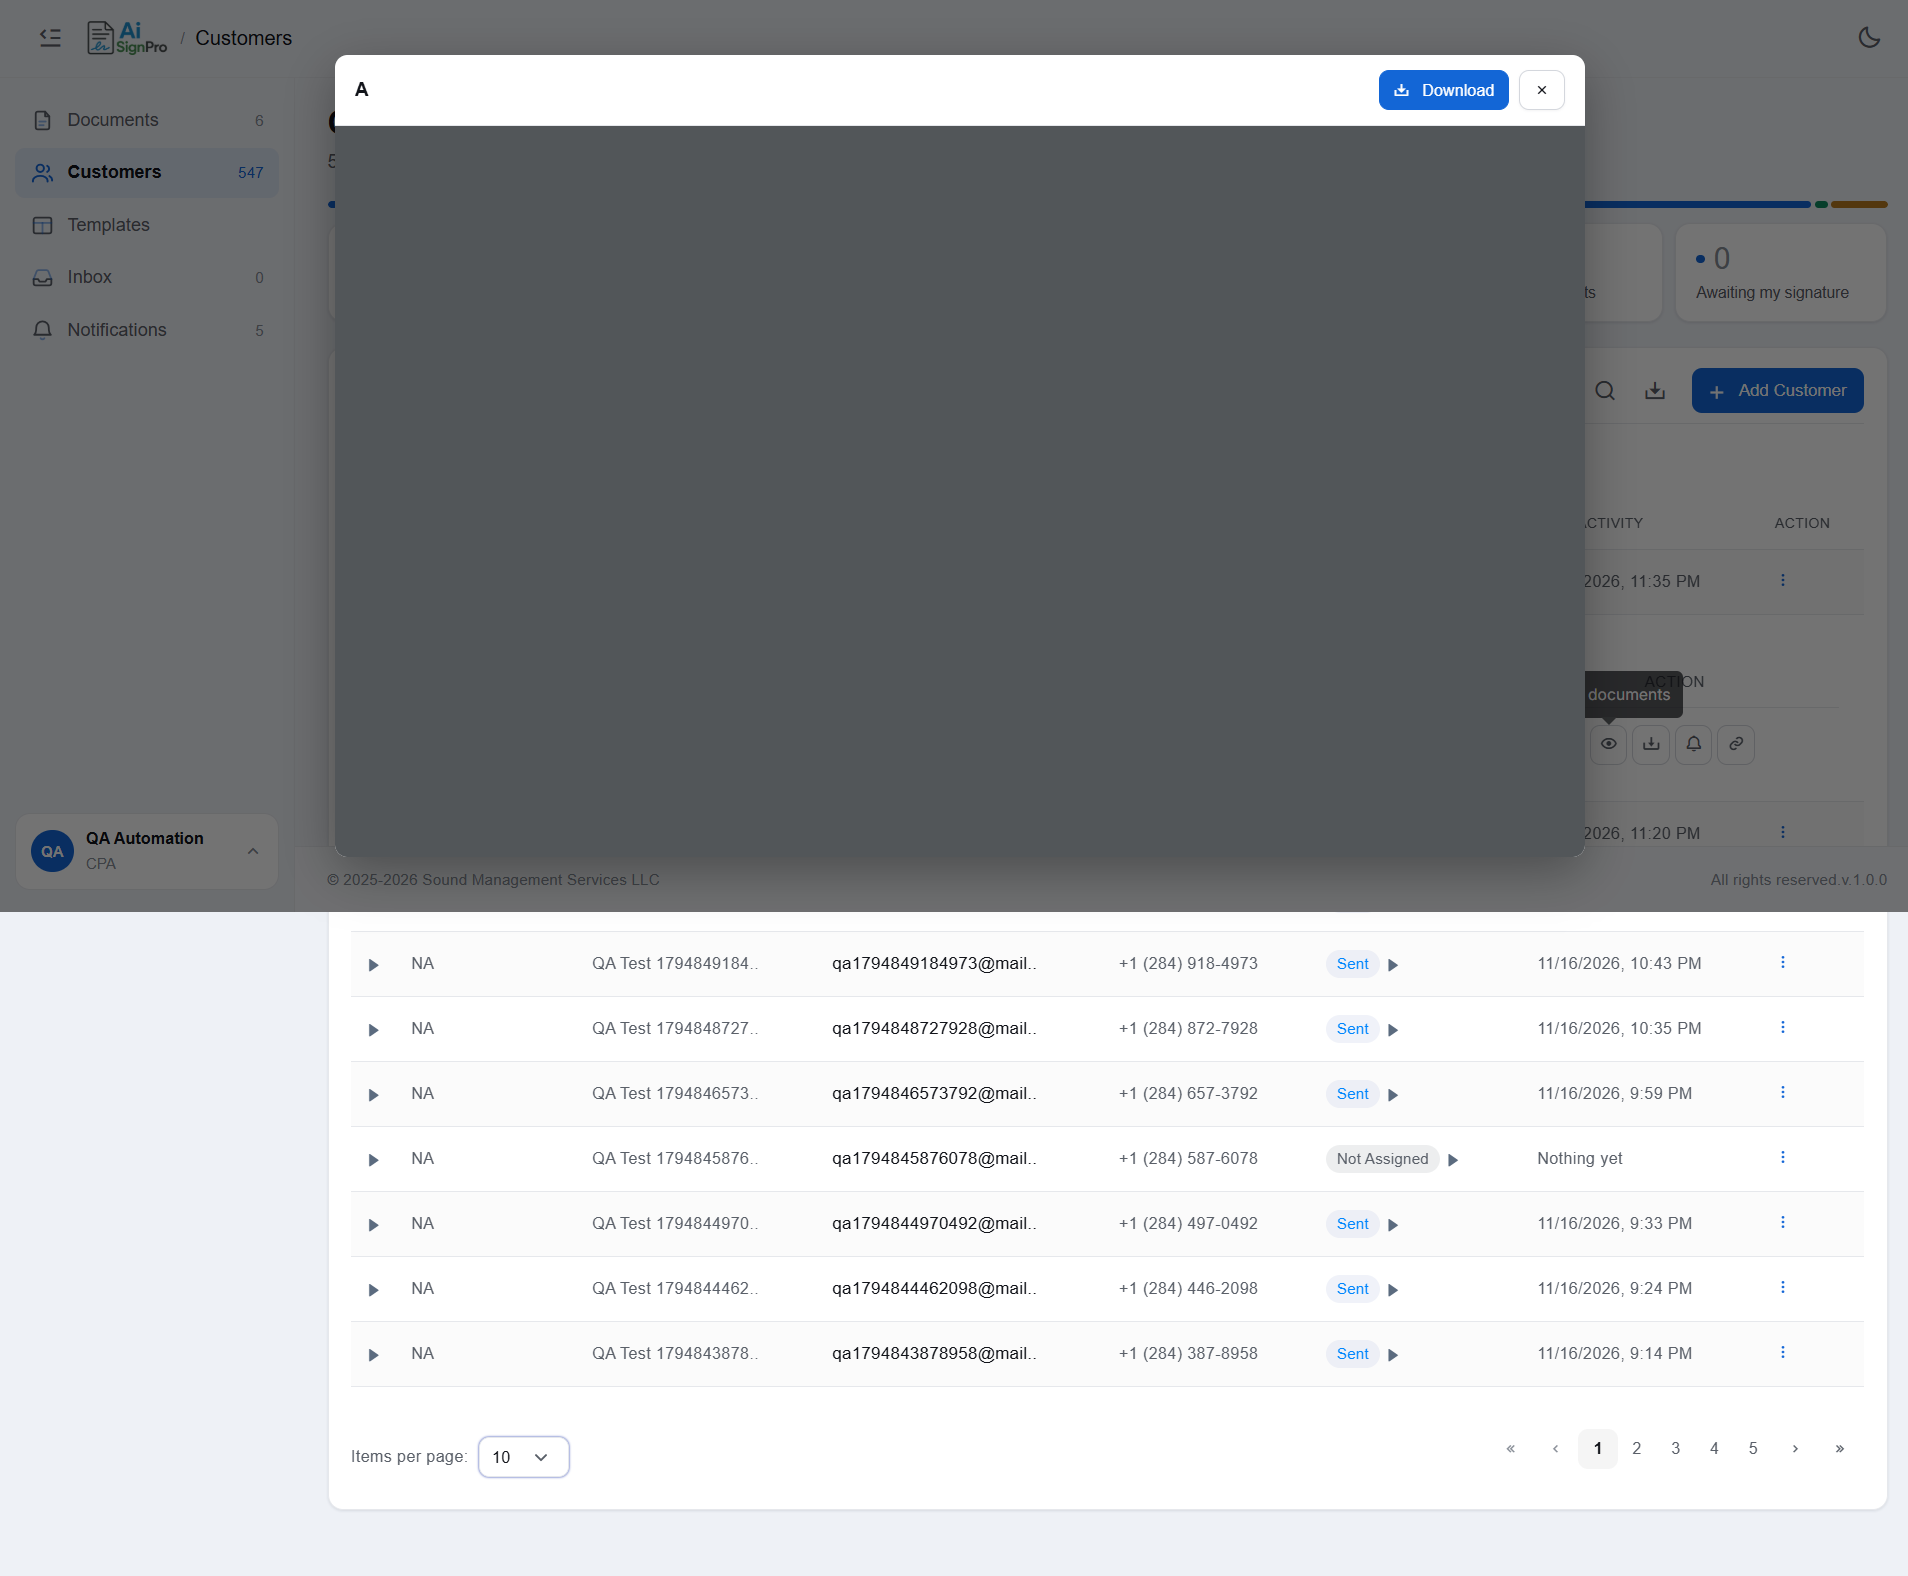 Ai
SignPro
/ Customers
A
Download
Documents 6
Customers 547
Templates
Inbox 0
Notifications 5
0
Awaiting my signature
Add Customer
ACTION
2026, 11:35 PM
ACTION
documents
2026, 11:20 PM
QA
QA Automation
CPA
© 2025-2026 Sound Management Services LLC
All rights reserved.v.1.0.0
NA QA Test 1794849184.. qa1794849184973@mail.. +1 (284) 918-4973 Sent 11/16/2026, 10:43 PM
NA QA Test 1794848727.. qa1794848727928@mail.. +1 (284) 872-7928 Sent 11/16/2026, 10:35 PM
NA QA Test 1794846573.. qa1794846573792@mail.. +1 (284) 657-3792 Sent 11/16/2026, 9:59 PM
NA QA Test 1794845876.. qa1794845876078@mail.. +1 (284) 587-6078 Not Assigned Nothing yet
NA QA Test 1794844970.. qa1794844970492@mail.. +1 (284) 497-0492 Sent 11/16/2026, 9:33 PM
NA QA Test 1794844462.. qa1794844462098@mail.. +1 (284) 446-2098 Sent 11/16/2026, 9:24 PM
NA QA Test 1794843878.. qa1794843878958@mail.. +1 (284) 387-8958 Sent 11/16/2026, 9:14 PM
Items per page: 10
« ‹ 1 2 3 4 5 › »